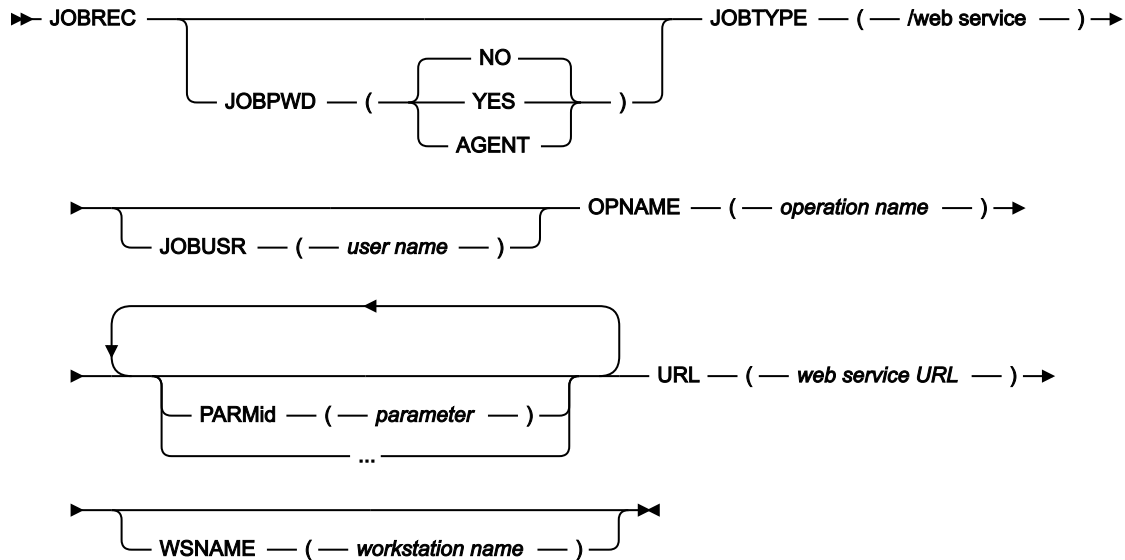 JOBREC JOBTYPE ( /web service )
NO
JOBPWD ( YES )
AGENT
OPNAME ( operation name )
JOBUSR ( user name )
URL ( web service URL )
PARMid ( parameter )
...
WSNAME ( workstation name )